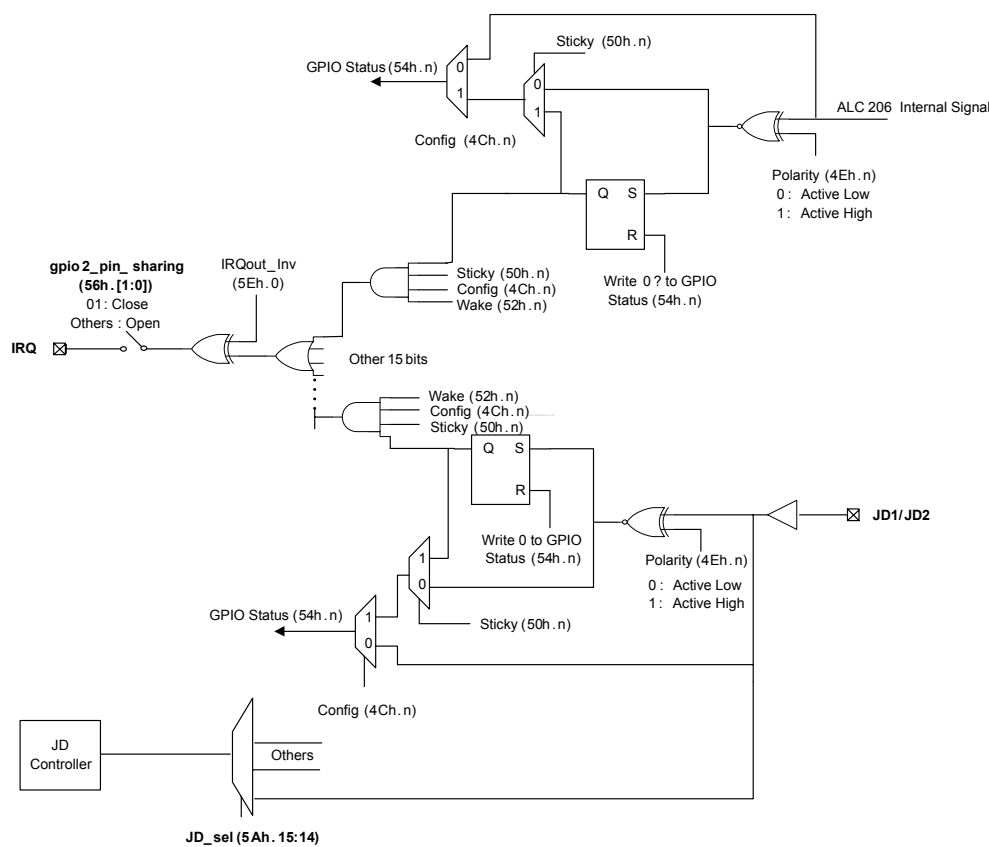 Sticky (50h.n)
GPIO Status (54h.n)
0
1
0
1
ALC 206 Internal Signal
Config (4Ch.n)
Polarity (4Eh.n)
0 : Active Low
1 : Active High
Q S
R
gpio 2_pin_ sharing
(56h.[1:0])
01 : Close
Others : Open
IRQout_Inv
(5Eh.0)
Sticky (50h.n)
Config (4Ch.n)
Wake (52h.n)
Write 0 ? to GPIO
Status (54h.n)
IRQ
Other 15 bits
Wake (52h.n)
Config (4Ch.n)
Sticky (50h.n)
Q S
R
JD1/JD2
Write 0 to GPIO
Status (54h.n)
Polarity (4Eh.n)
0 : Active Low
1 : Active High
1
0
GPIO Status (54h.n)
1
0
Sticky (50h.n)
Config (4Ch.n)
JD
Controller
Others
JD_sel (5Ah.15:14)